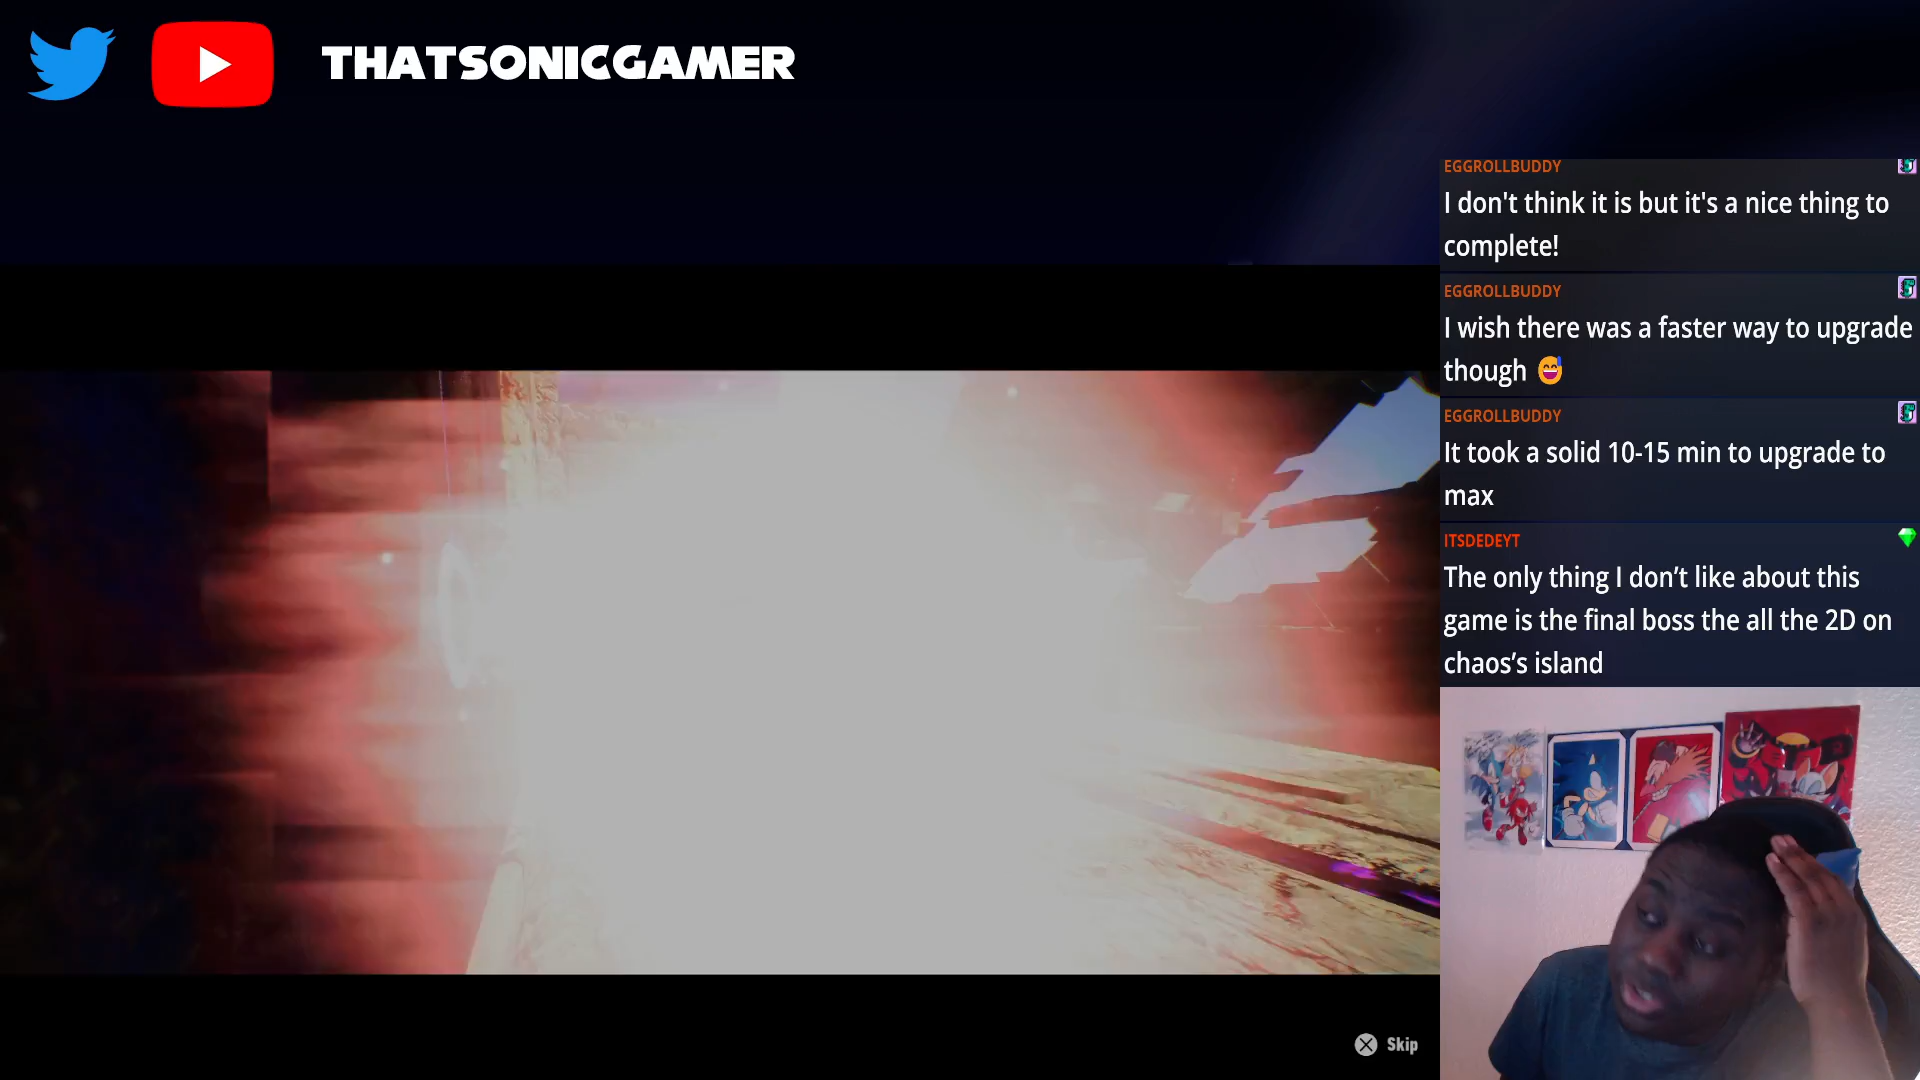 THATSONICGAMER
EGGROLLBUDDY
I don't think it is but it's a nice thing to
complete!
EGGROLLBUDDY
I wish there was a faster way to upgrade
though 😅
EGGROLLBUDDY
It took a solid 10-15 min to upgrade to
max
ITSDEDEYT
The only thing I don’t like about this
game is the final boss the all the 2D on
chaos’s island
Skip